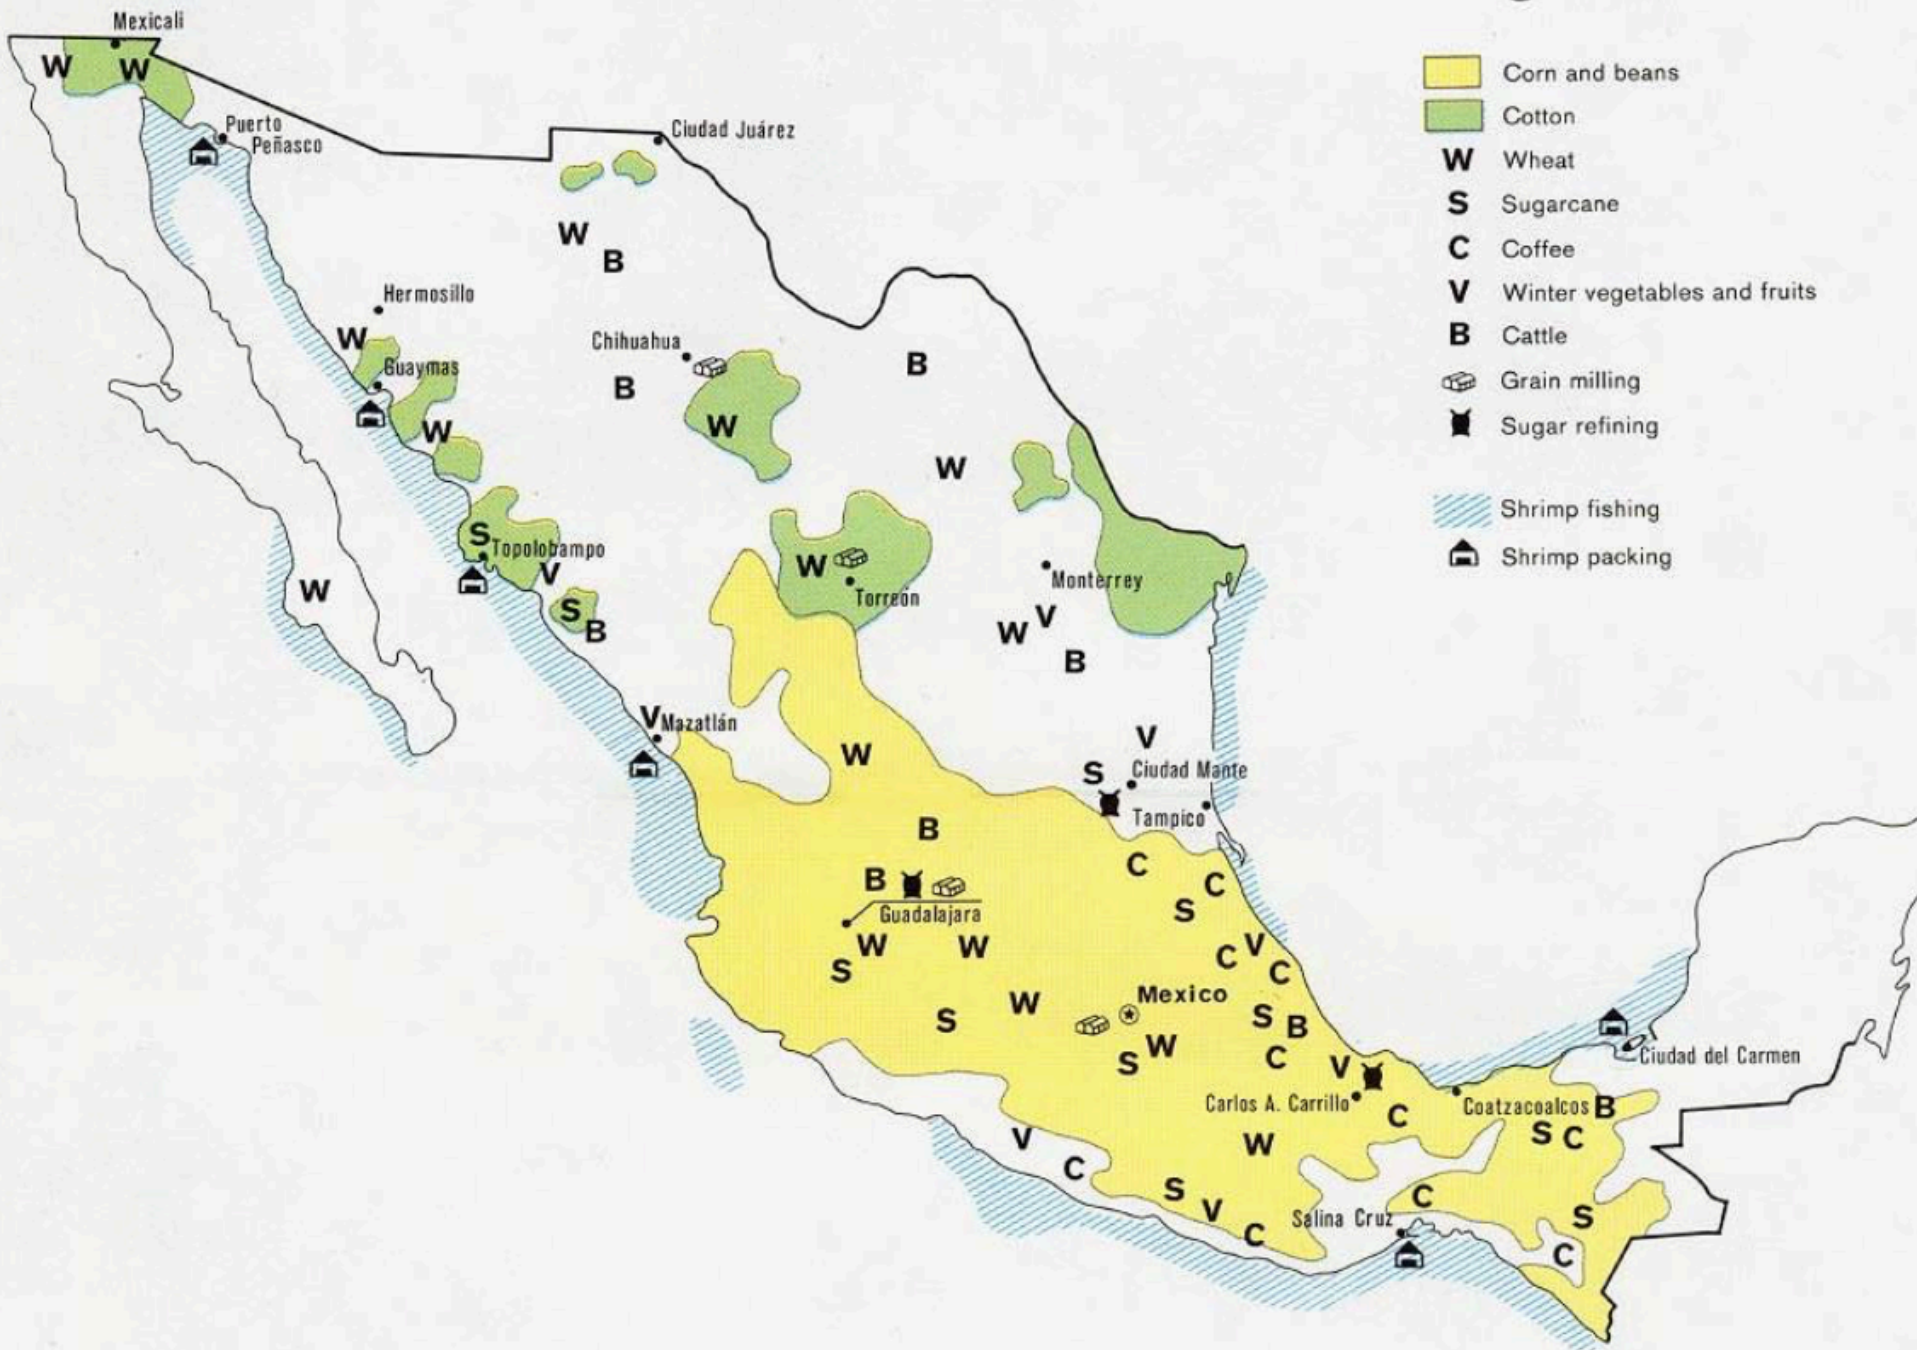 Mexicali
W
W
Puerto
Peñasco
Ciudad Juárez
W
B
Hermosillo
W
Guaymas
W
Chihuahua
B
W
B
W
S
Topolobampo
V
S
B
W
W
Torreón
Monterrey
W
V
B
V
Mazatlán
W
V
S
Ciudad Mante
Tampico
B
B
Guadalajara
W
W
S
S
W
C
C
S
C
V
C
Mexico
S
B
W
S
C
V
Carlos A. Carrillo
C
Coatzacoalcos
B
S
C
Ciudad del Carmen
W
V
C
S
V
C
Salina Cruz
C
S
C
Corn and beans
Cotton
W Wheat
S Sugarcane
C Coffee
V Winter vegetables and fruits
B Cattle
Grain milling
Sugar refining
Shrimp fishing
Shrimp packing